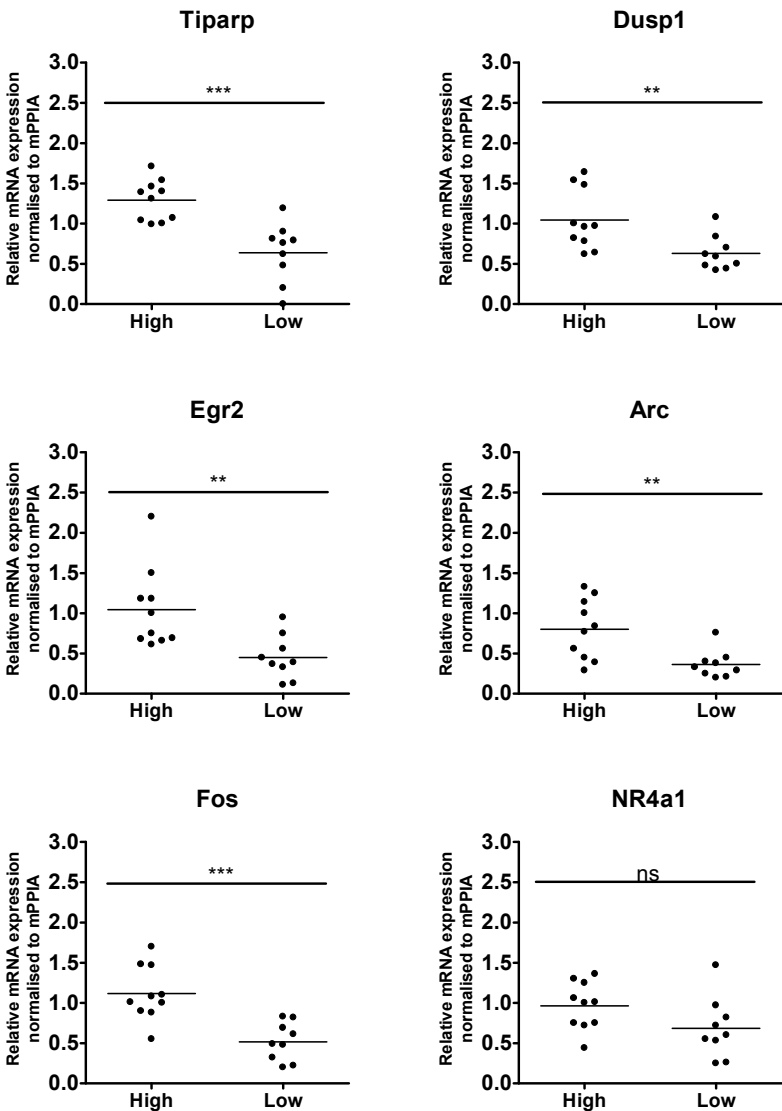 Tiparp
Relative mRNA expression
normalised to mPPIA
3.0
2.5
2.0
1.5
1.0
0.5
0.0
***
High
Low
Dusp1
Relative mRNA expression
normalised to mPPIA
3.0
2.5
2.0
1.5
1.0
0.5
0.0
**
High
Low
Egr2
Relative mRNA expression
normalised to mPPIA
3.0
2.5
2.0
1.5
1.0
0.5
0.0
**
High
Low
Arc
Relative mRNA expression
normalised to mPPIA
3.0
2.5
2.0
1.5
1.0
0.5
0.0
**
High
Low
Fos
Relative mRNA expression
normalised to mPPIA
3.0
2.5
2.0
1.5
1.0
0.5
0.0
***
High
Low
NR4a1
Relative mRNA expression
normalised to mPPIA
3.0
2.5
2.0
1.5
1.0
0.5
0.0
ns
High
Low